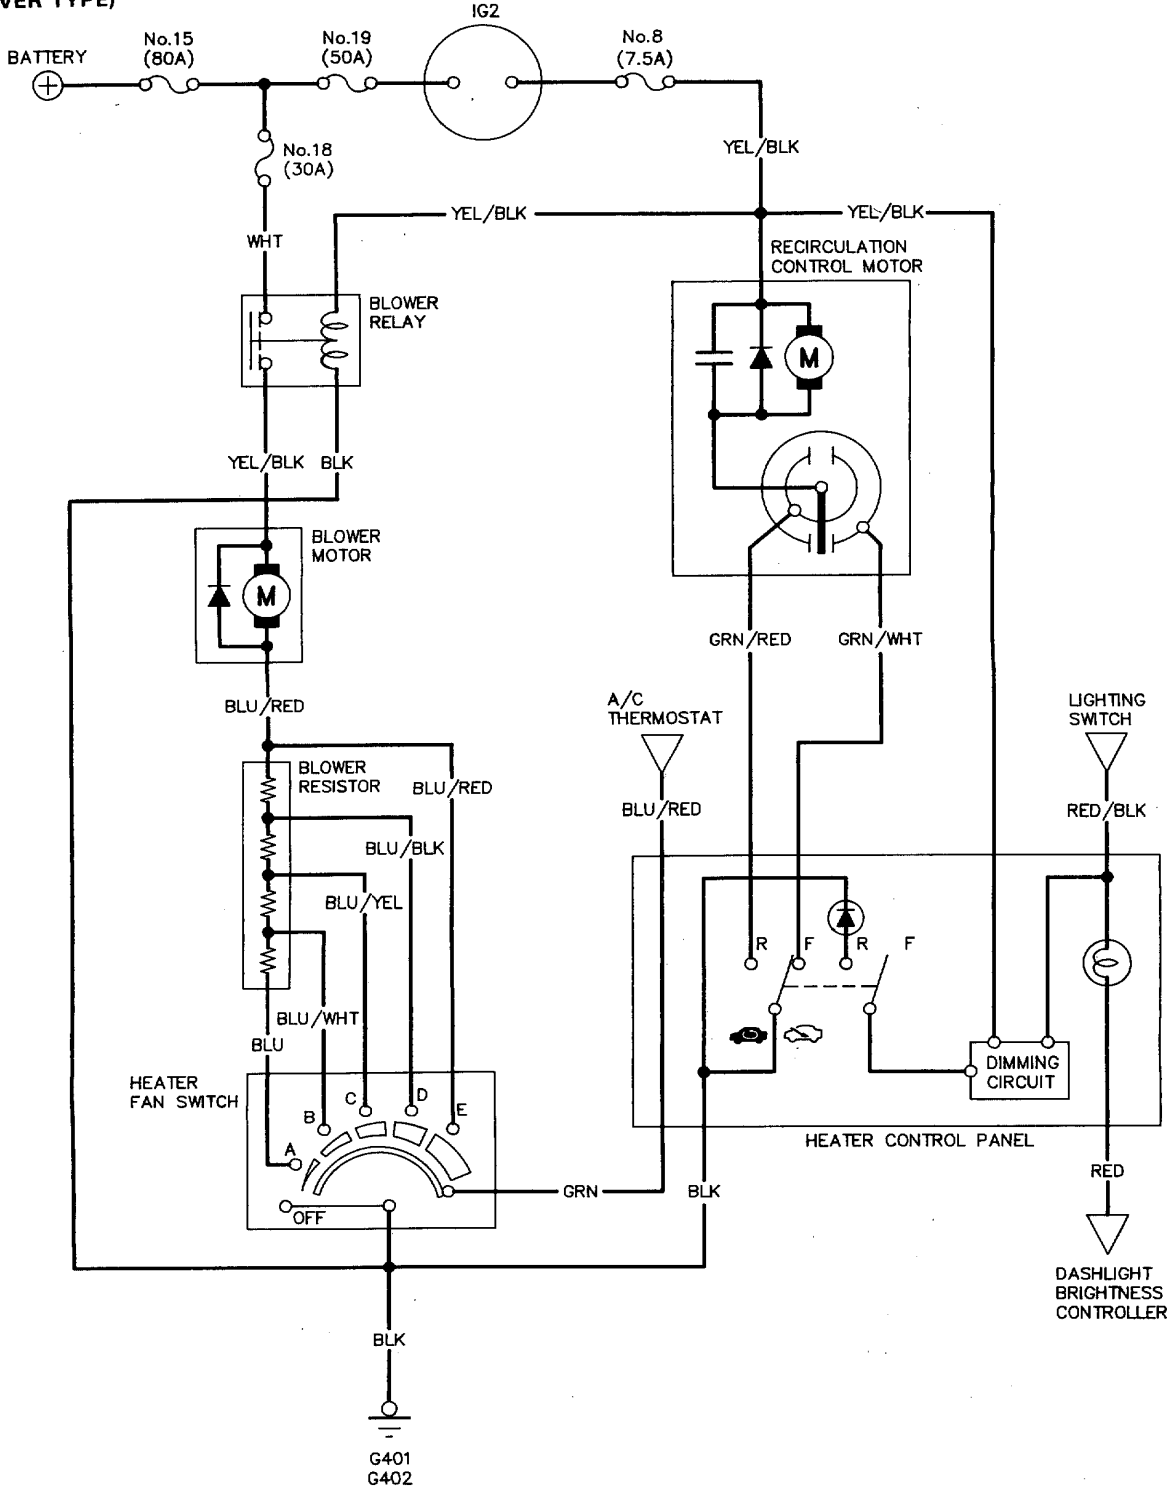 VER TYPE)
IG2
No.15
(80A)
No.19
(50A)
No.8
(7.5A)
BATTERY
No.18
(30A)
YEL/BLK
YEL/BLK
YEL/BLK
WHT
RECIRCULATION
CONTROL MOTOR
BLOWER
RELAY
M
YEL/BLK
BLK
BLOWER
MOTOR
M
GRN/RED
GRN/WHT
BLU/RED
A/C
THERMOSTAT
LIGHTING
SWITCH
BLOWER
RESISTOR
BLU/RED
BLU/RED
RED/BLK
BLU/BLK
BLU/YEL
R
F
R
F
BLU/WHT
BLU
DIMMING
CIRCUIT
HEATER
FAN SWITCH
A
B
C
D
E
OFF
HEATER CONTROL PANEL
GRN
BLK
RED
DASHLIGHT
BRIGHTNESS
CONTROLLER
BLK
G401
G402